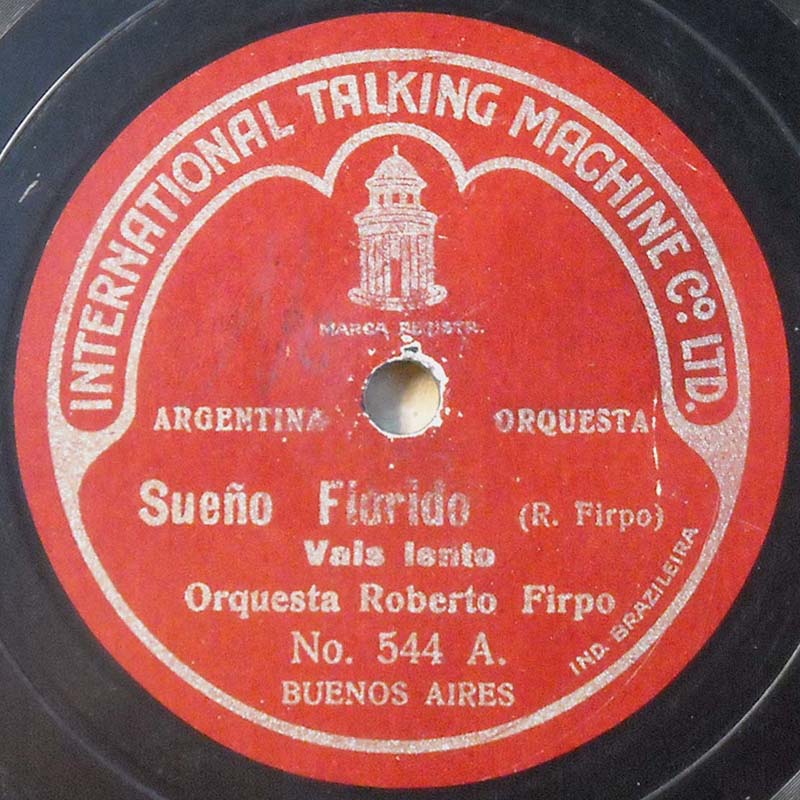 INTERNATIONAL TALKING MACHINE Cº. LTD.
MARCA REGISTR.
ARGENTINA ORQUESTA
Sueño Florido (R. Firpo)
Vals lento
Orquesta Roberto Firpo
No. 544 A.
BUENOS AIRES
IND. BRAZILEIRA